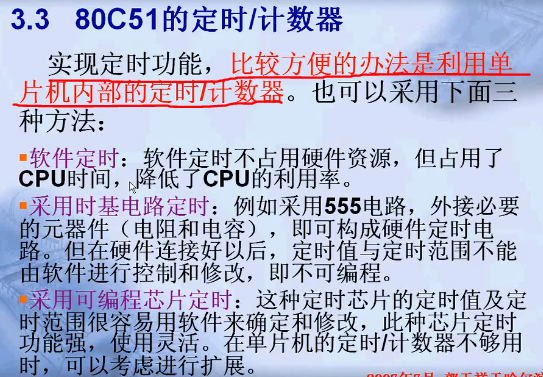 3.3 80C51的定时/计数器
实现定时功能，比较方便的办法是利用单
片机内部的定时/计数器。也可以采用下面三
种方法：
▪软件定时：软件定时不占用硬件资源，但占用了
CPU时间，降低了CPU的利用率。
▪采用时基电路定时：例如采用555电路，外接必要
的元器件（电阻和电容），即可构成硬件定时电
路。但在硬件连接好以后，定时值与定时范围不能
由软件进行控制和修改，即不可编程。
▪采用可编程芯片定时：这种定时芯片的定时值及定
时范围很容易用软件来确定和修改，此种芯片定时
功能强，使用灵活。在单片机的定时/计数器不够用
时，可以考虑进行扩展。